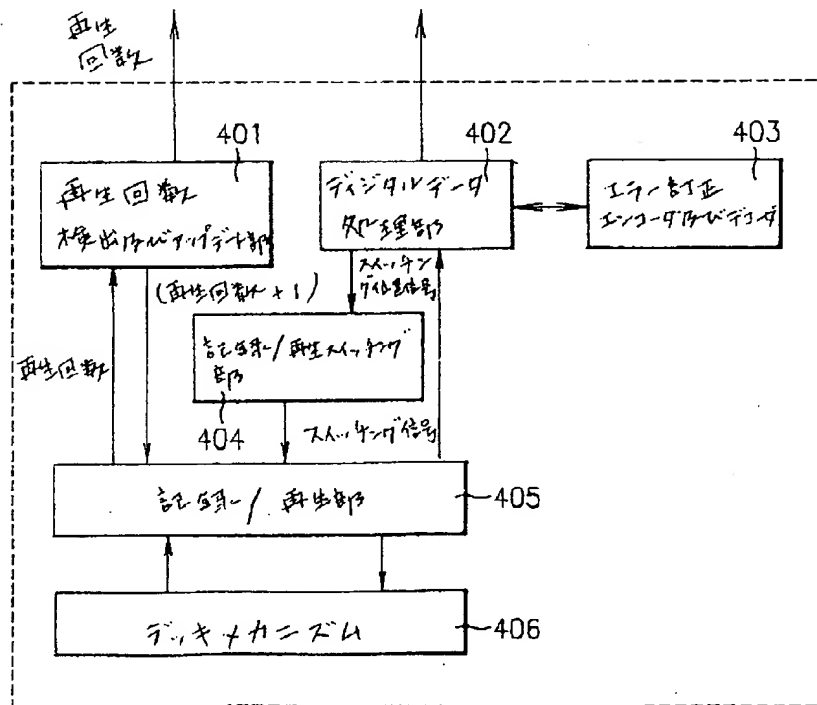 再生
回数
401
402
403
再生回数
検出及びアップデート部
ディジタルデータ
処理部
エラー訂正
エンコーダ及びデコーダ
(再生回数+1)
スイッチン
グ位置信号
再生回数
記録/再生スイッチング
部
404
スイッチング信号
記録/再生部
405
デッキメカニズム
406